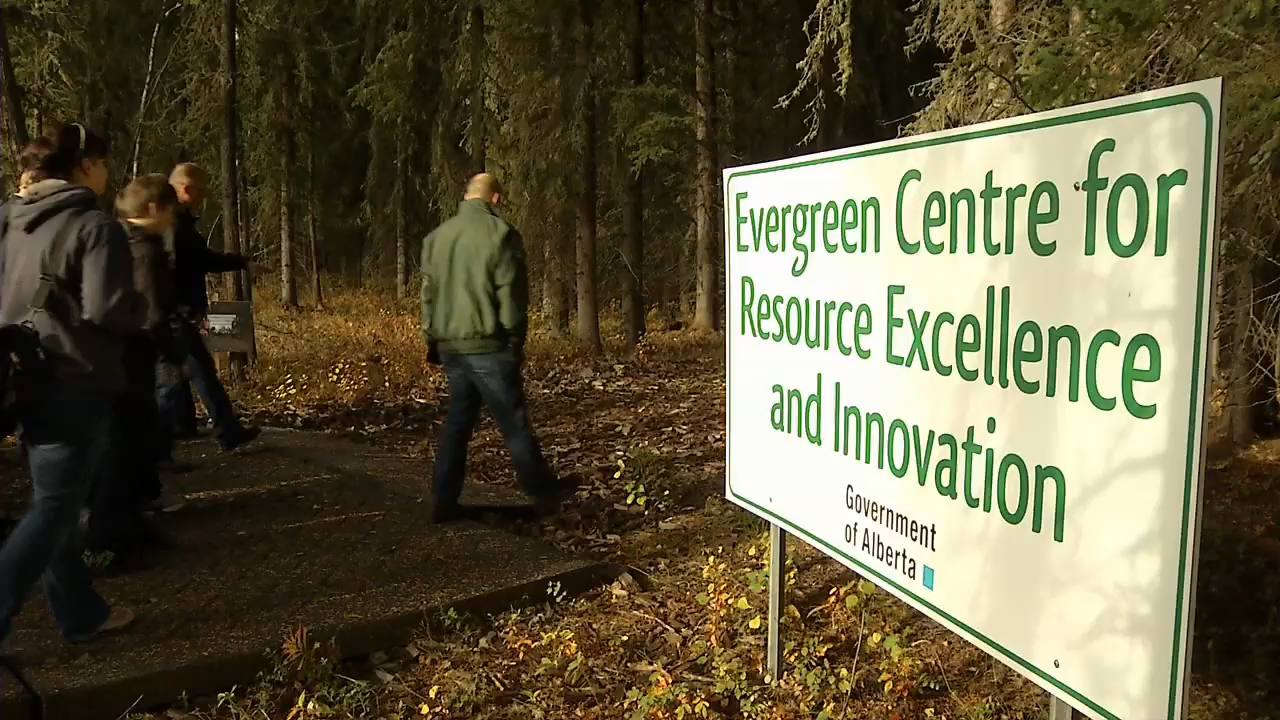 Evergreen Centre for
Resource Excellence
and Innovation
Government
of Alberta